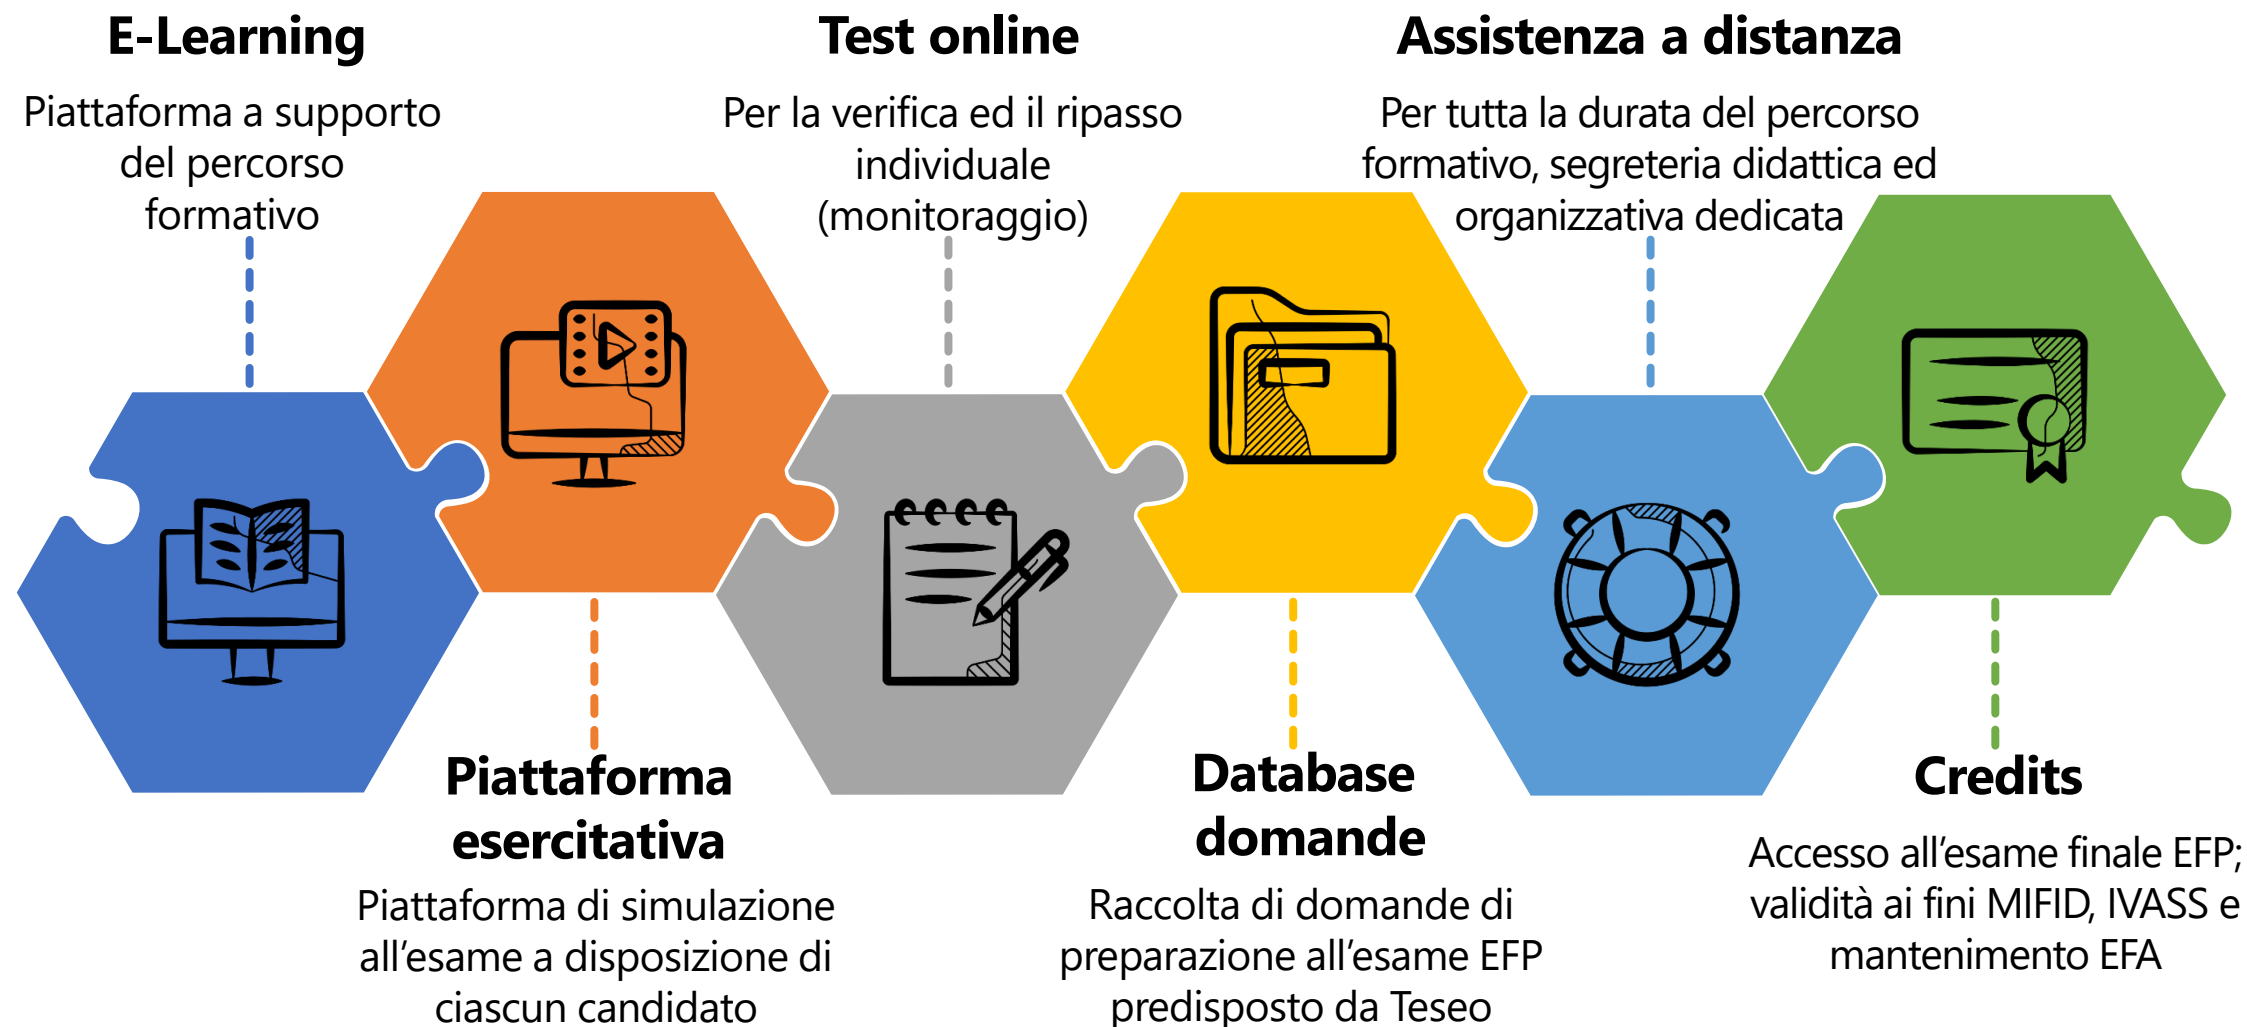 E-Learning
Piattaforma a supporto
del percorso
formativo
Test online
Per la verifica ed il ripasso
individuale
(monitoraggio)
Assistenza a distanza
Per tutta la durata del percorso
formativo, segreteria didattica ed
organizzativa dedicata
Piattaforma
esercitativa
Piattaforma di simulazione
all'esame a disposizione di
ciascun candidato
Database
domande
Raccolta di domande di
preparazione all'esame EFP
predisposto da Teseo
Credits
Accesso all'esame finale EFP;
validità ai fini MIFID, IVASS e
mantenimento EFA